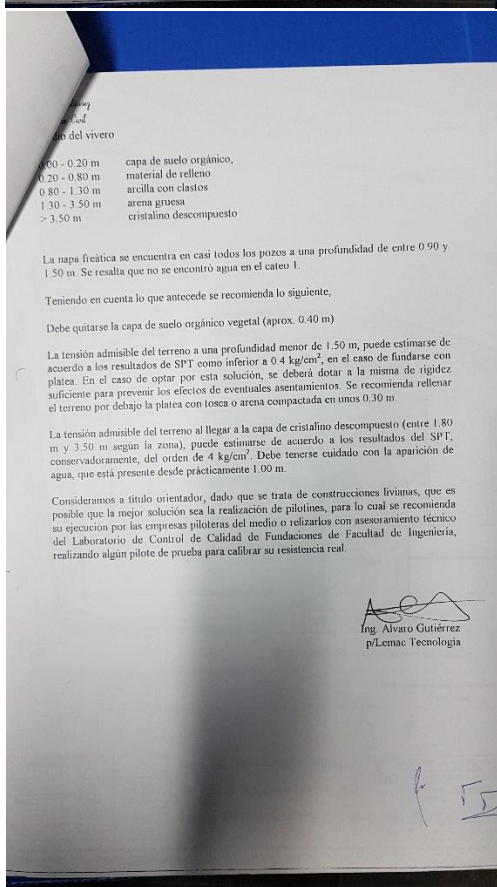 Civil
del vivero
0.00 - 0.20 m capa de suelo orgánico,
0.20 - 0.80 m material de relleno
0.80 - 1.30 m arcilla con clastos
1.30 - 3.50 m arena gruesa
> 3.50 m cristalino descompuesto
La napa freática se encuentra en casi todos los pozos a una profundidad de entre 0.90 y
1.50 m. Se resalta que no se encontró agua en el cateo 1.
Teniendo en cuenta lo que antecede se recomienda lo siguiente,
Debe quitarse la capa de suelo orgánico vegetal (aprox. 0.40 m)
La tensión admisible del terreno a una profundidad menor de 1.50 m, puede estimarse de
acuerdo a los resultados de SPT como inferior a 0.4 kg/cm², en el caso de fundarse con
platea. En el caso de optar por esta solución, se deberá dotar a la misma de rigidez
suficiente para prevenir los efectos de eventuales asentamientos. Se recomienda rellenar
el terreno por debajo la platea con tosca o arena compactada en unos 0.30 m.
La tensión admisible del terreno al llegar a la capa de cristalino descompuesto (entre 1.80
m y 3.50 m según la zona), puede estimarse de acuerdo a los resultados del SPT,
conservadoramente, del orden de 4 kg/cm². Debe tenerse cuidado con la aparición de
agua, que está presente desde prácticamente 1.00 m.
Consideramos a titulo orientador, dado que se trata de construcciones livianas, que es
posible que la mejor solución sea la realización de pilotines, para lo cual se recomienda
su ejecución por las empresas piloteras del medio o relizarlos con asesoramiento técnico
del Laboratorio de Control de Calidad de Fundaciones de Facultad de Ingeniería,
realizando algún pilote de prueba para calibrar su resistencia real.
Ing. Alvaro Gutiérrez
p/Lemac Tecnología